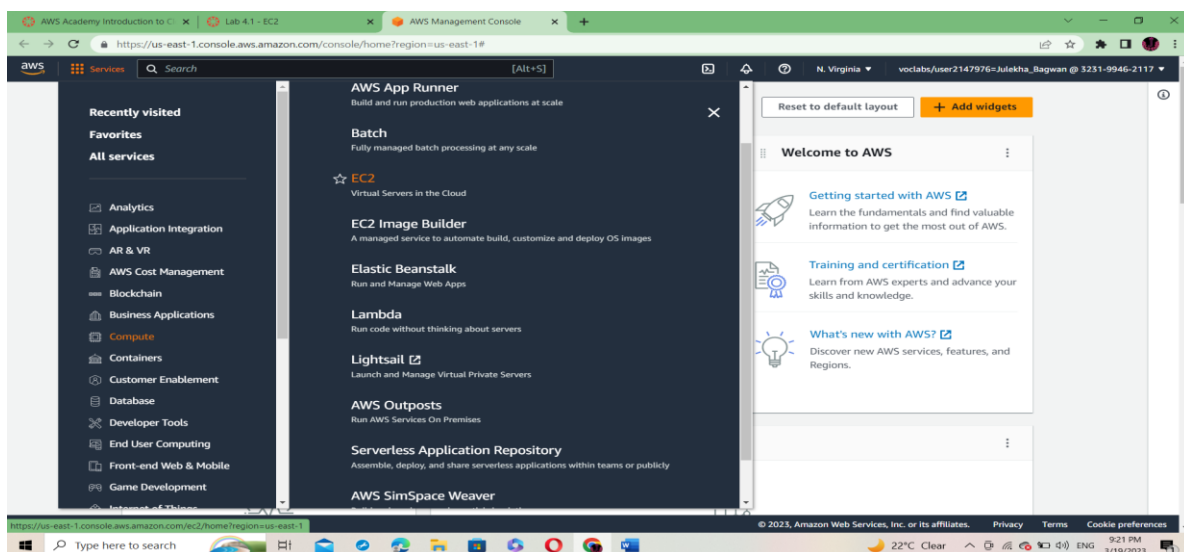 AWS Academy Introduction to Cl
Lab 4.1 - EC2
AWS Management Console
https://us-east-1.console.aws.amazon.com/console/home?region=us-east-1#
aws
Services
Search
[Alt+S]
N. Virginia
voclabs/user2147976=Julekha_Bagwan @ 3231-9946-2117
Recently visited
Favorites
All services
Analytics
Application Integration
AR & VR
AWS Cost Management
Blockchain
Business Applications
Compute
Containers
Customer Enablement
Database
Developer Tools
End User Computing
Front-end Web & Mobile
Game Development
Internet of Things
AWS App Runner
Build and run production web applications at scale
Batch
Fully managed batch processing at any scale
EC2
Virtual Servers in the Cloud
EC2 Image Builder
A managed service to automate build, customize and deploy OS images
Elastic Beanstalk
Run and Manage Web Apps
Lambda
Run code without thinking about servers
Lightsail
Launch and Manage Virtual Private Servers
AWS Outposts
Run AWS Services On Premises
Serverless Application Repository
Assemble, deploy, and share serverless applications within teams or publicly
AWS SimSpace Weaver
Reset to default layout
+ Add widgets
Welcome to AWS
Getting started with AWS
Learn the fundamentals and find valuable
information to get the most out of AWS.
Training and certification
Learn from AWS experts and advance your
skills and knowledge.
What's new with AWS?
Discover new AWS services, features, and
Regions.
https://us-east-1.console.aws.amazon.com/ec2/home?region=us-east-1
© 2023, Amazon Web Services, Inc. or its affiliates.
Privacy
Terms
Cookie preferences
Type here to search
22°C Clear
ENG
9:21 PM
3/19/2023